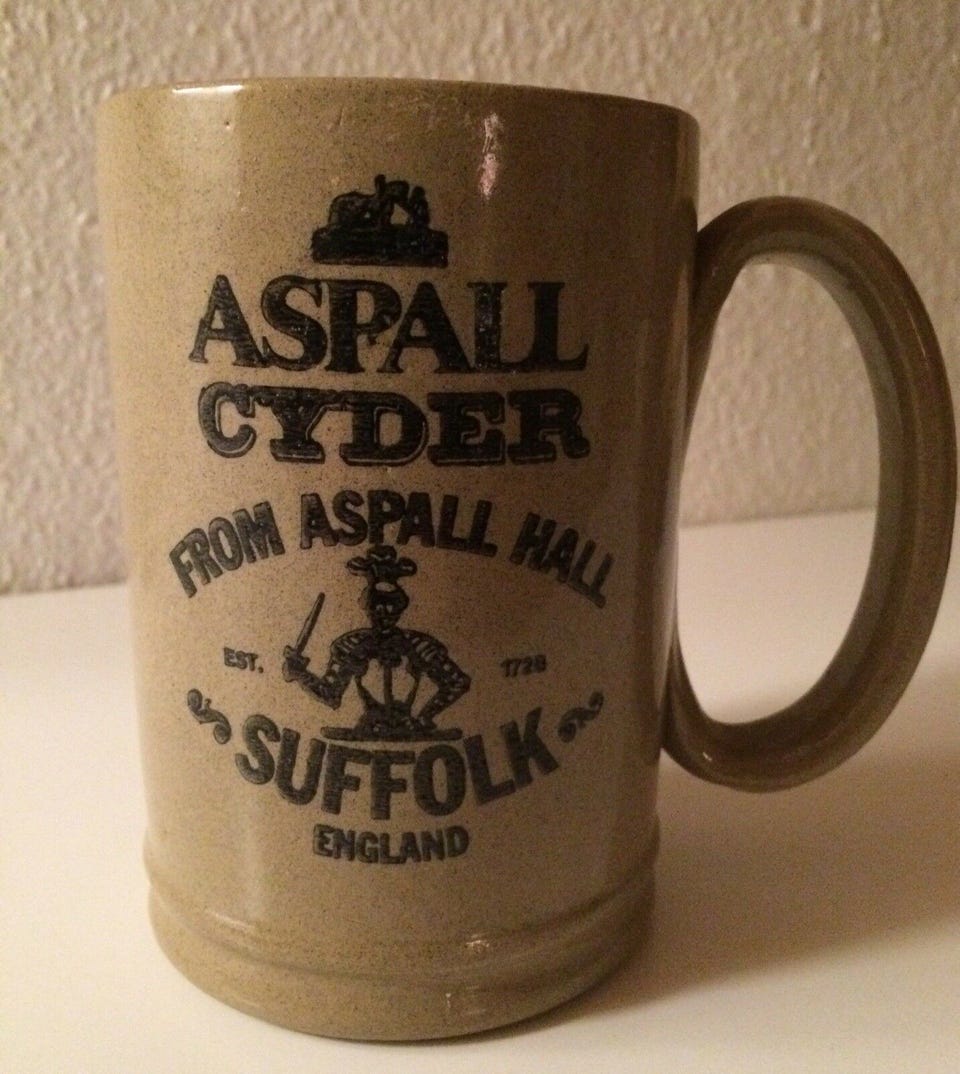 ASPALL
CYDER
FROM ASPALL HALL
EST. 1728
SUFFOLK
ENGLAND